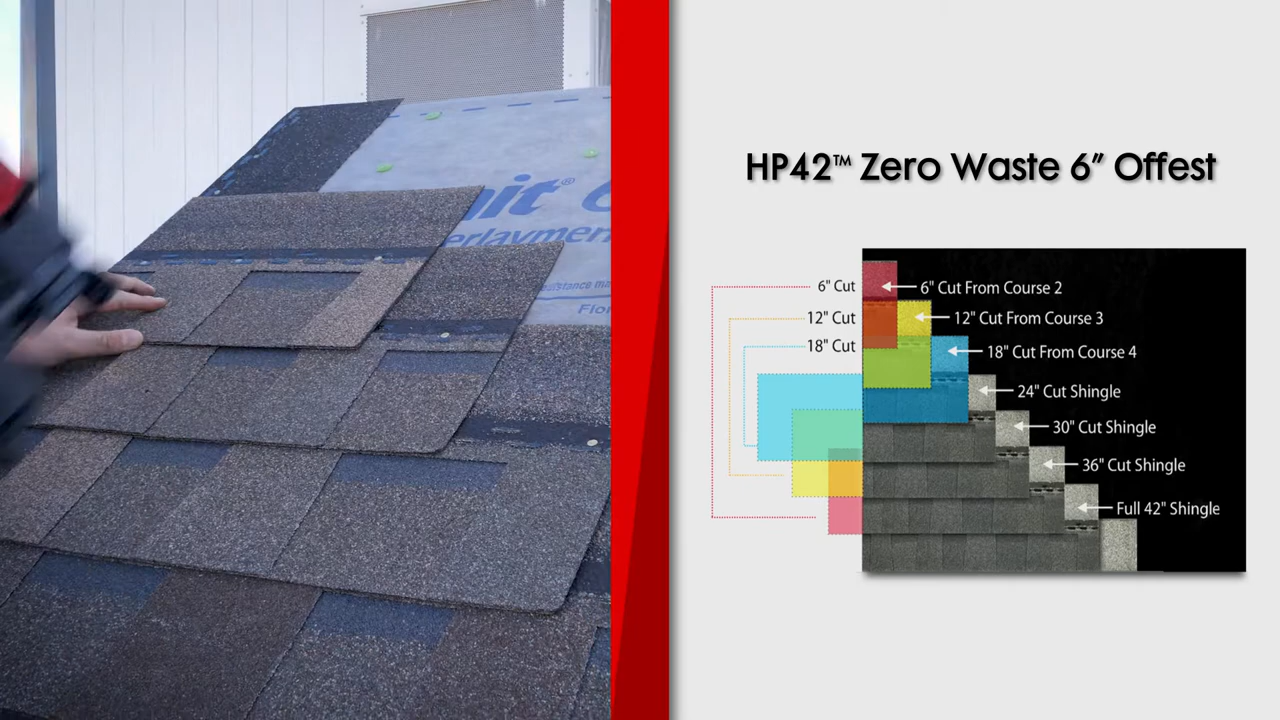 HP42™ Zero Waste 6” Offest
6" Cut
6" Cut From Course 2
12" Cut
12" Cut From Course 3
18" Cut
18" Cut From Course 4
24" Cut Shingle
30" Cut Shingle
36" Cut Shingle
Full 42" Shingle